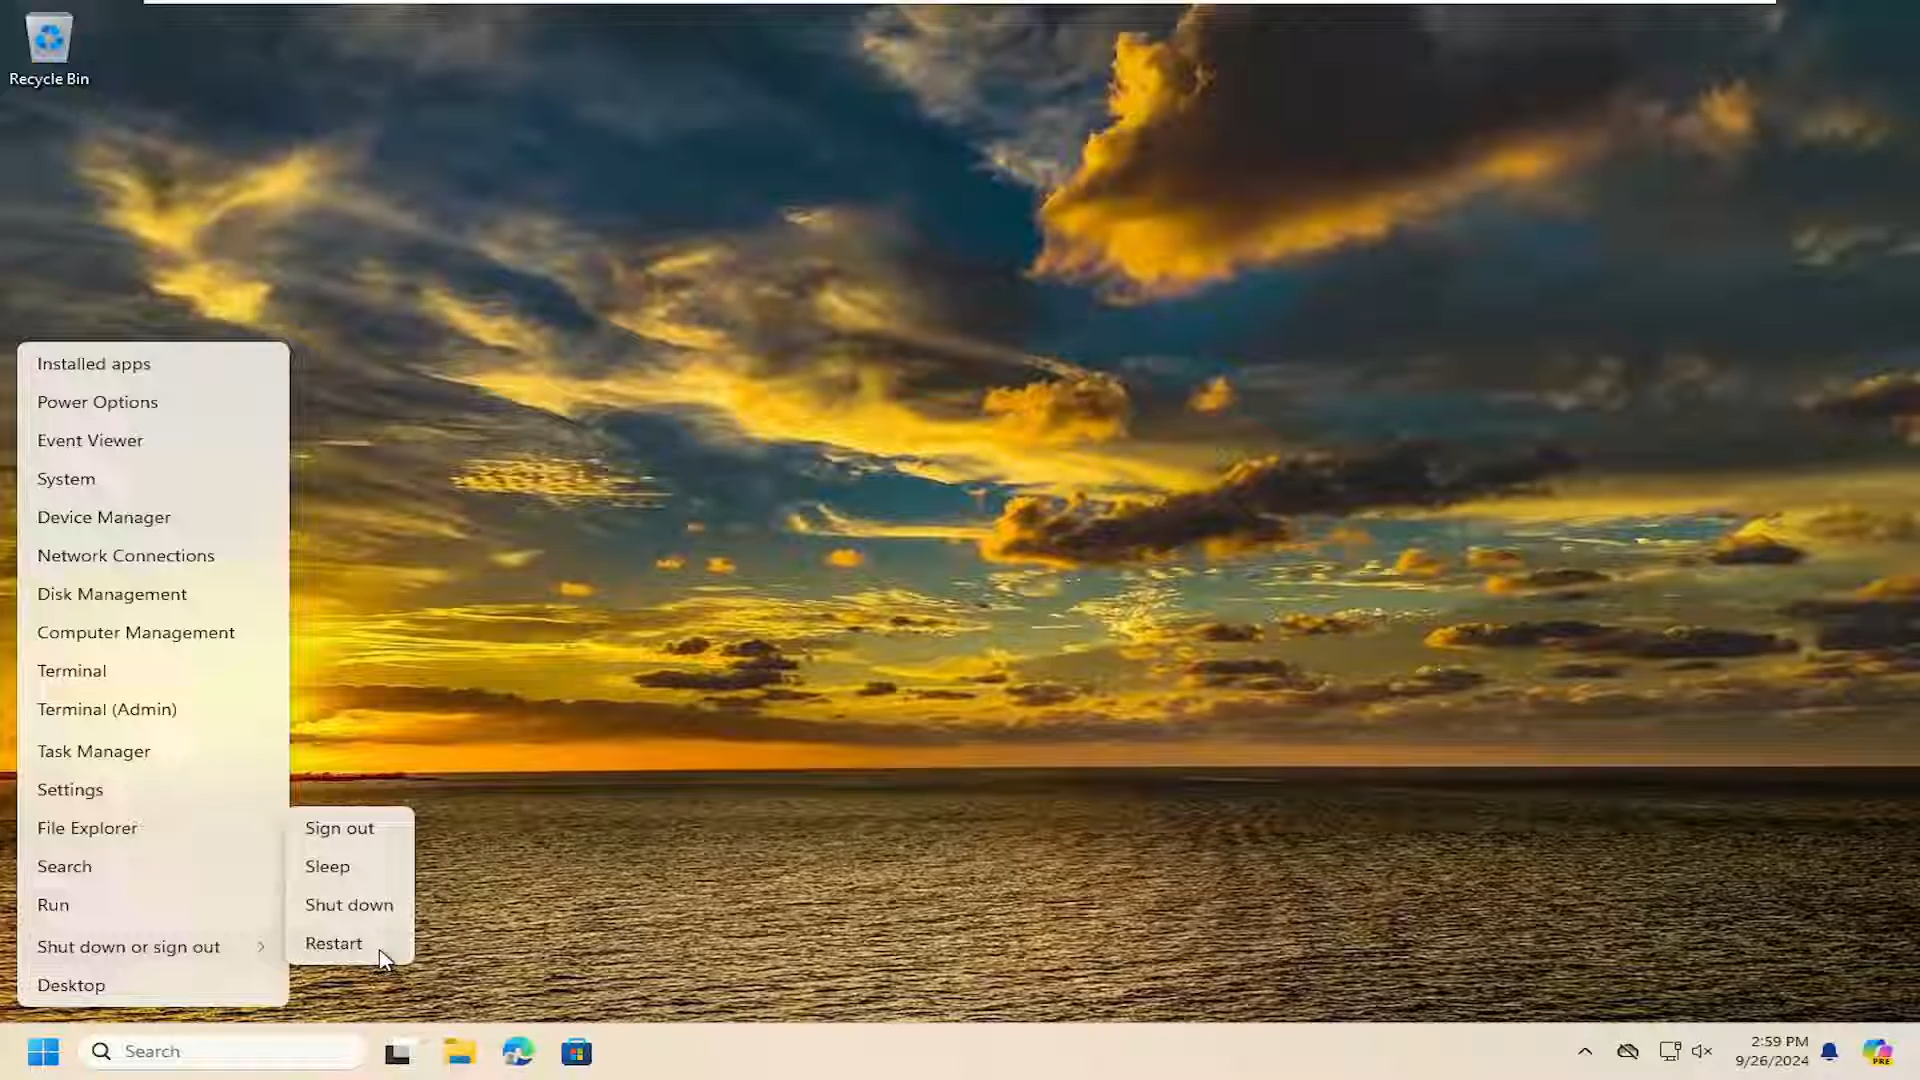 Recycle Bin
Installed apps
Power Options
Event Viewer
System
Device Manager
Network Connections
Disk Management
Computer Management
Terminal
Terminal (Admin)
Task Manager
Settings
File Explorer
Search
Run
Shut down or sign out
Desktop
Sign out
Sleep
Shut down
Restart
Search
2:59 PM
9/26/2024
PRE